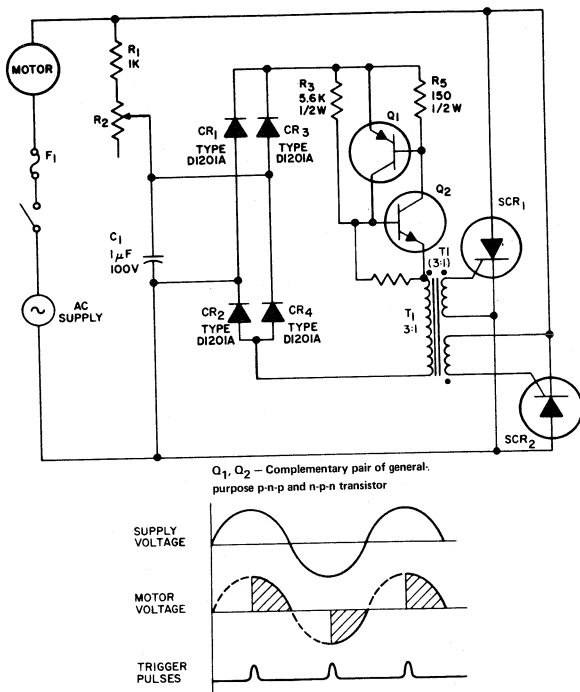 MOTOR
R1
1K
R2
F1
C1
1 µF
100V
AC
SUPPLY
CR1
TYPE
D1201A
CR3
TYPE
D1201A
CR2
TYPE
D1201A
CR4
TYPE
D1201A
R3
5.6K
1/2W
Q1
R5
150
1/2W
Q2
T1
(3:1)
T1
3:1
SCR1
SCR2
Q1, Q2 — Complementary pair of general-
purpose p-n-p and n-p-n transistor
SUPPLY
VOLTAGE
MOTOR
VOLTAGE
TRIGGER
PULSES